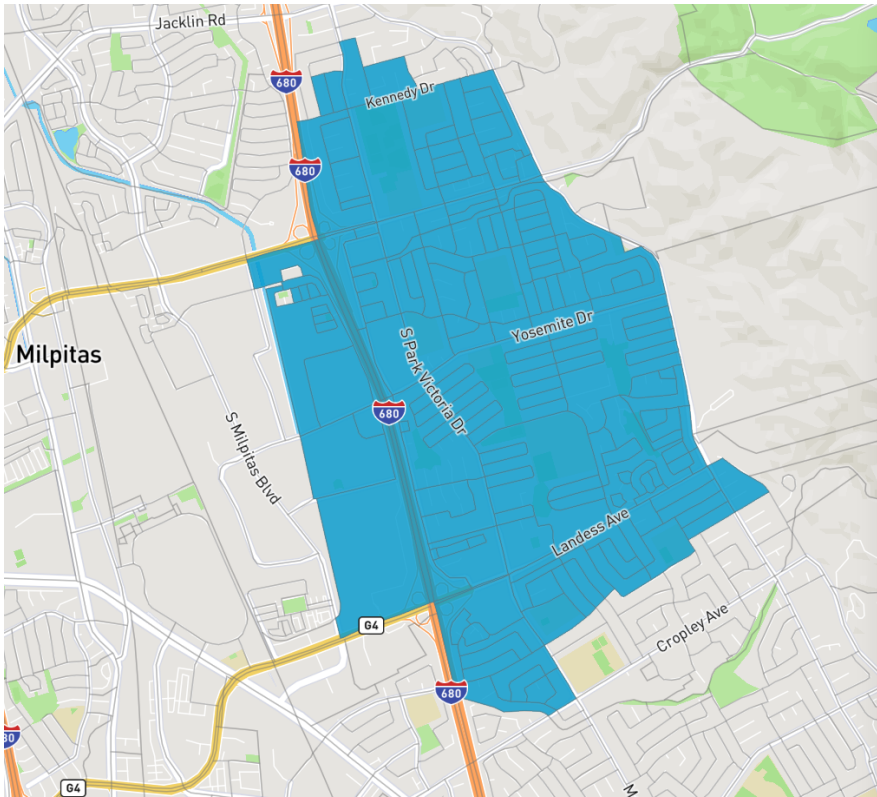 Jacklin Rd
680
Kennedy Dr
680
Yosemite Dr
Milpitas
S Park Victoria Dr
680
S Milpitas Blvd
Landess Ave
G4
Cropley Ave
680
80
G4
M